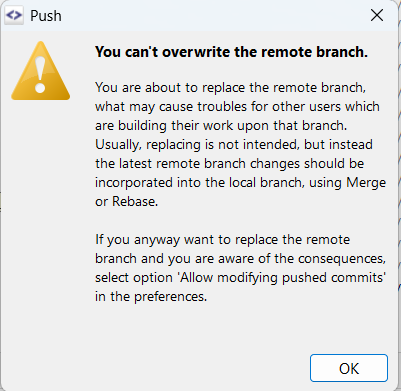 Push
You can't overwrite the remote branch.
You are about to replace the remote branch,
what may cause troubles for other users which
are building their work upon that branch.
Usually, replacing is not intended, but instead
the latest remote branch changes should be
incorporated into the local branch, using Merge
or Rebase.
If you anyway want to replace the remote
branch and you are aware of the consequences,
select option 'Allow modifying pushed commits'
in the preferences.
OK